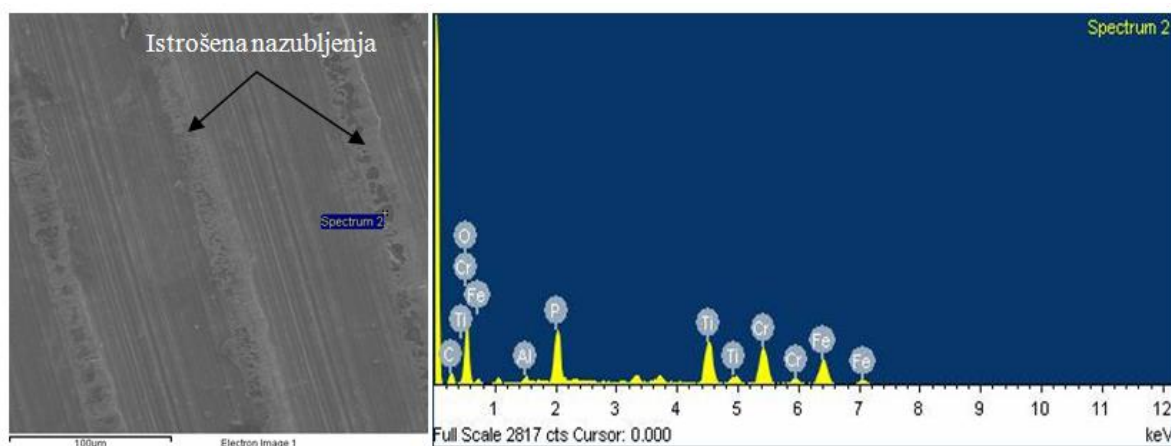 Istrošena nazubljenja
Spectrum 2
100µm
Electron Image 1
Spectrum 2
O
Cr
Fe
Ti
C
Al
P
Ti
Ti
Cr
Cr
Fe
Fe
1 2 3 4 5 6 7 8 9 10 11 12
Full Scale 2817 cts Cursor: 0.000
keV